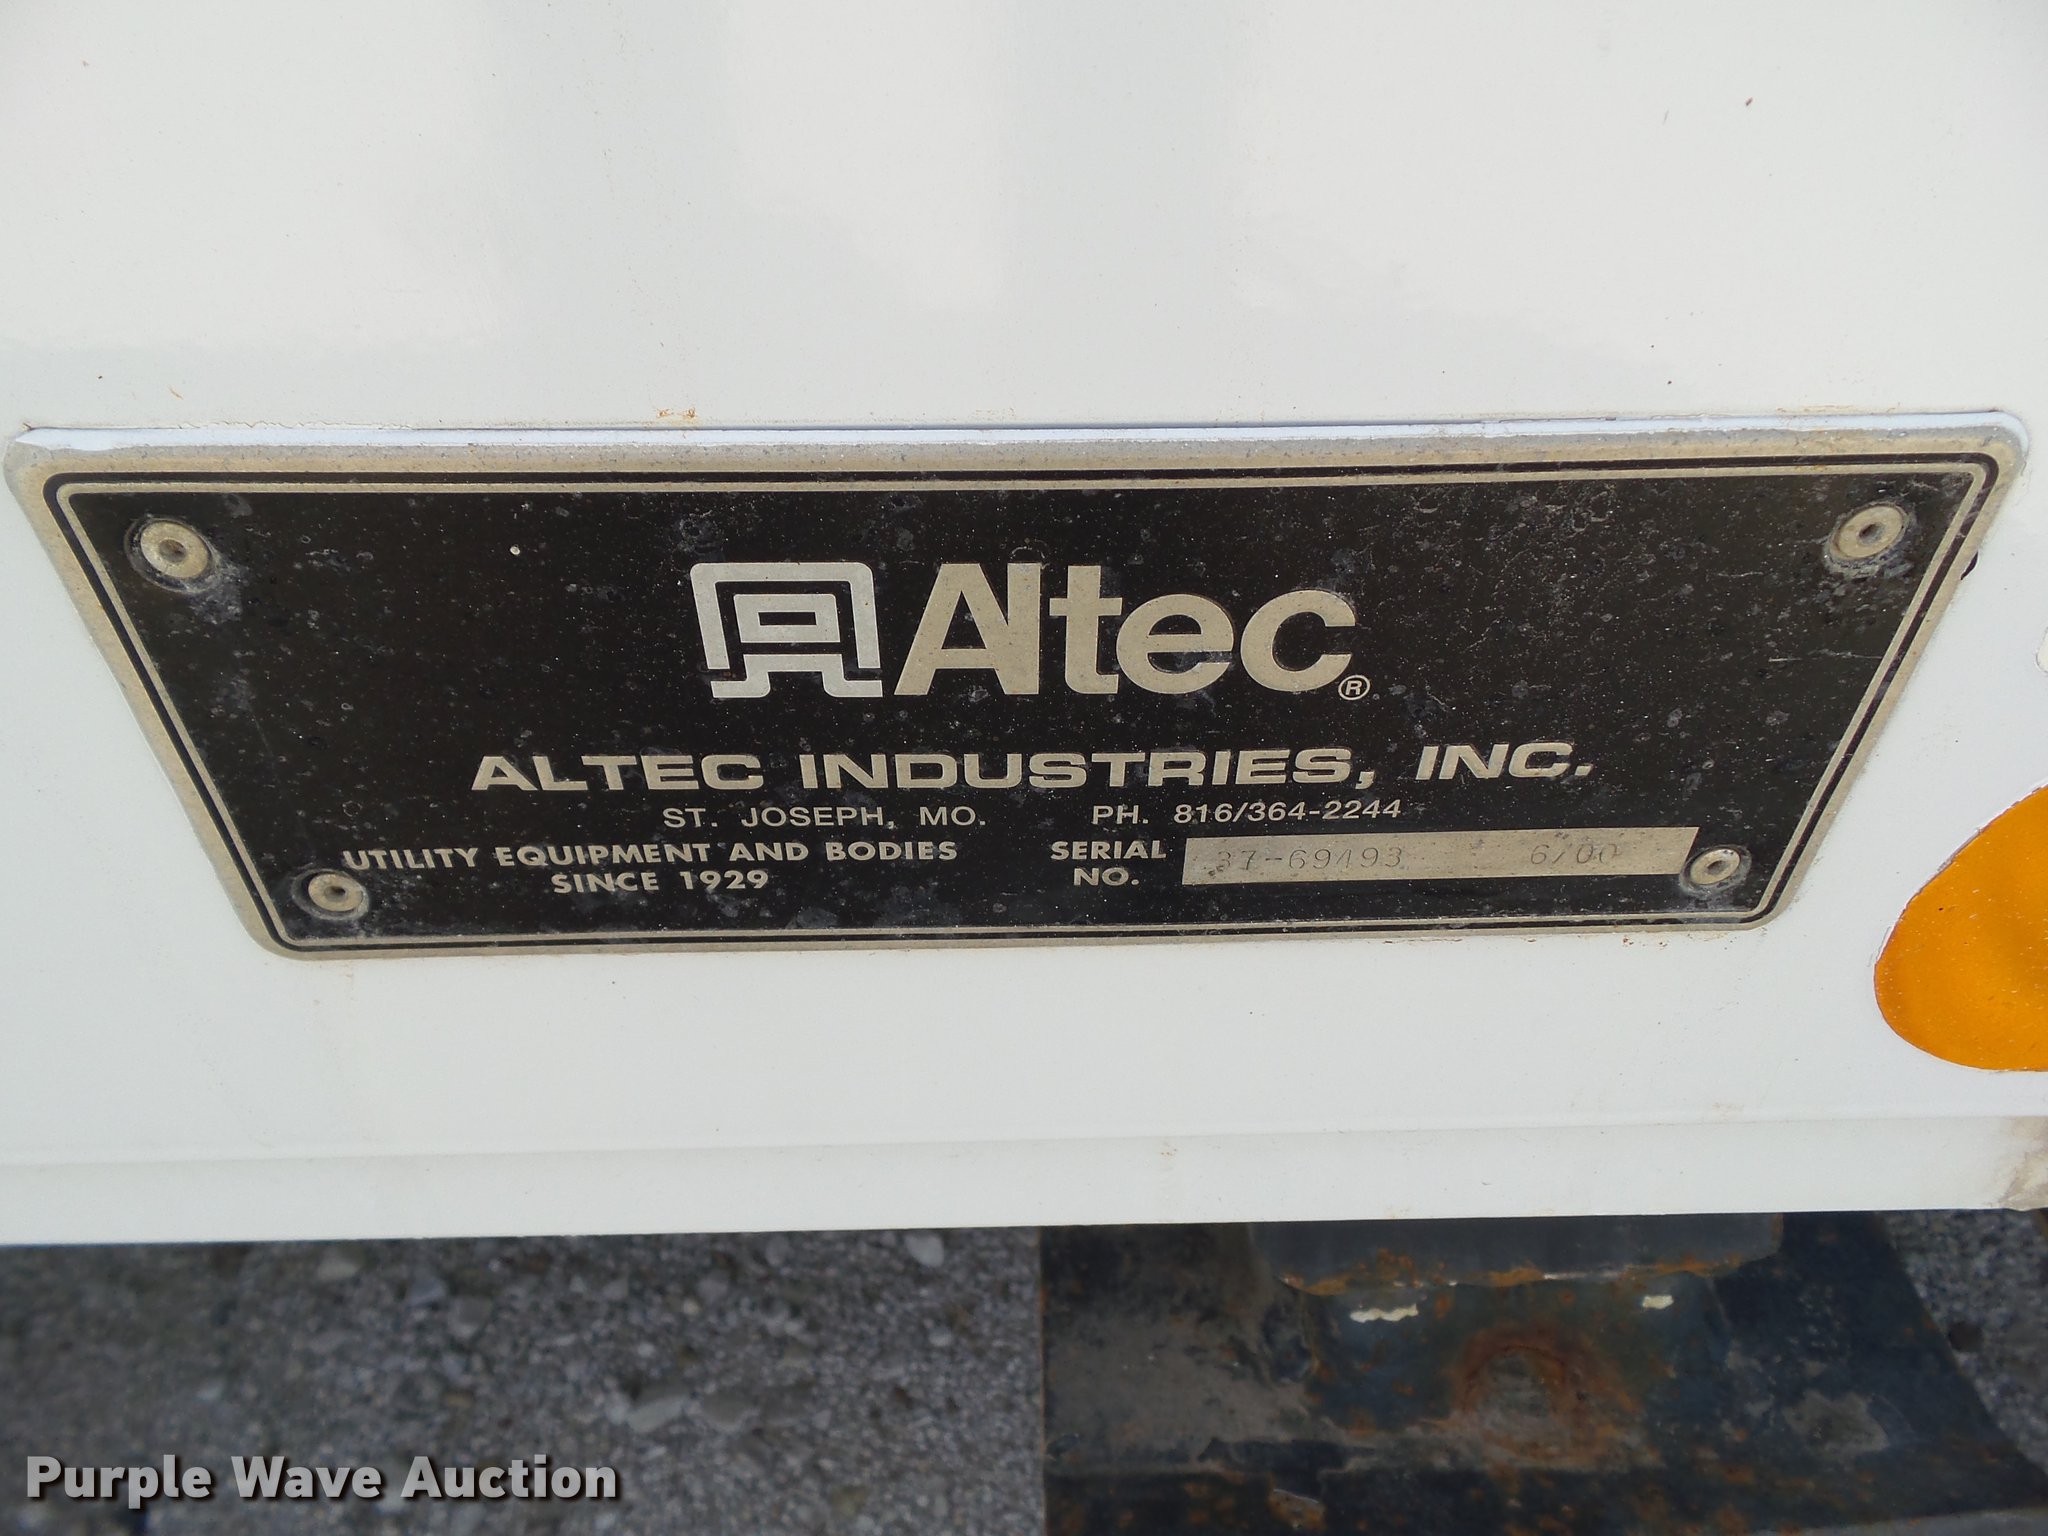 Altec®
ALTEC INDUSTRIES, INC.
ST. JOSEPH, MO. PH. 816/364-2244
UTILITY EQUIPMENT AND BODIES
SINCE 1929
SERIAL NO. 37-69493 6/00
Purple Wave Auction